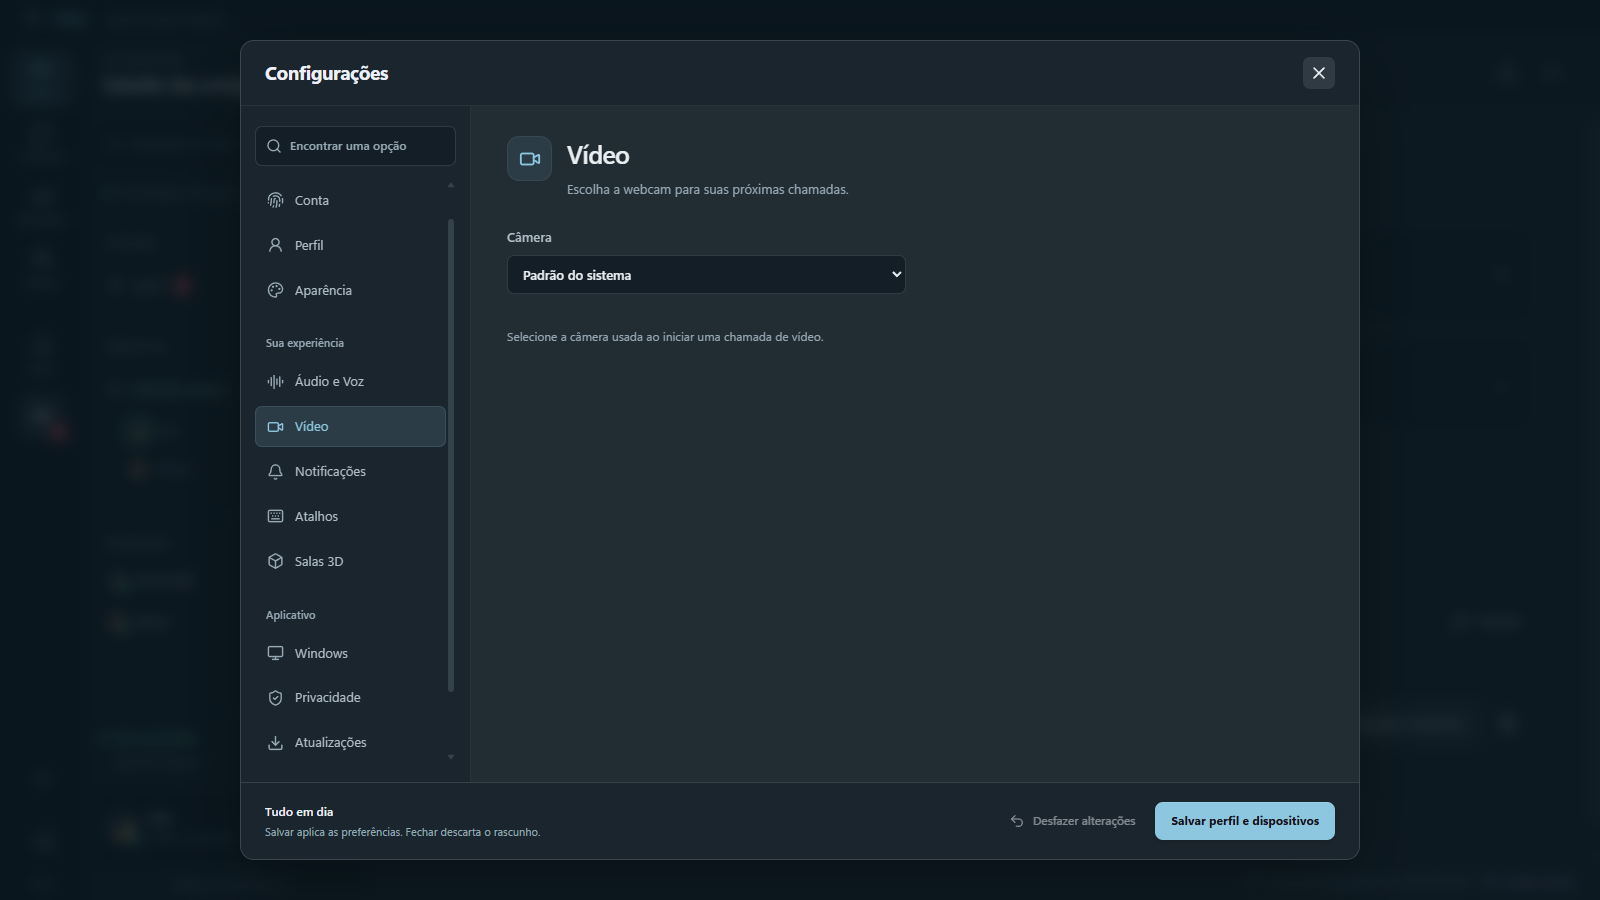 Configurações
Encontrar uma opção
Conta
Perfil
Aparência
Sua experiência
Áudio e Voz
Vídeo
Notificações
Atalhos
Salas 3D
Aplicativo
Windows
Privacidade
Atualizações
Vídeo
Escolha a webcam para suas próximas chamadas.
Câmera
Padrão do sistema
Selecione a câmera usada ao iniciar uma chamada de vídeo.
Tudo em dia
Salvar aplica as preferências. Fechar descarta o rascunho.
Desfazer alterações
Salvar perfil e dispositivos